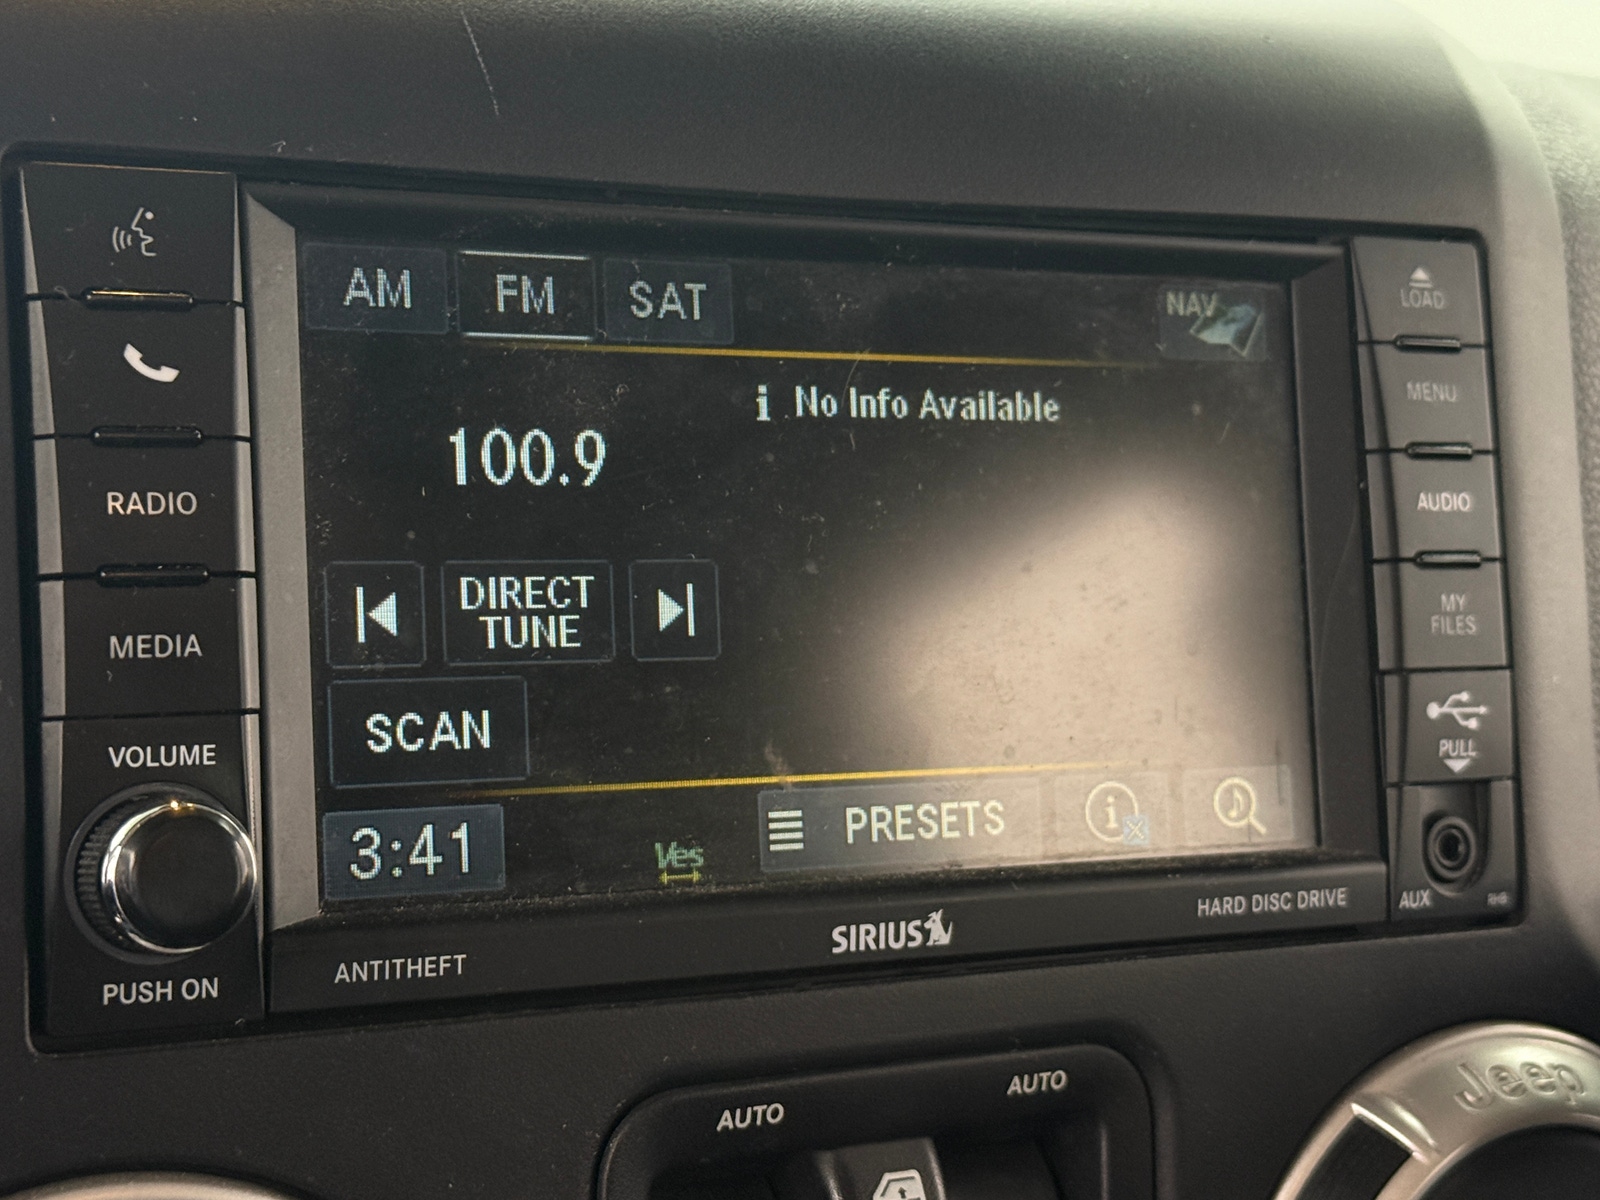 AM FM SAT NAV
LOAD
i No Info Available
MENU
100.9
RADIO
AUDIO
DIRECT
TUNE
MY
FILES
MEDIA
SCAN
VOLUME
PULL
3:41
Yes
PRESETS
i
AUX
HARD DISC DRIVE
SIRIUS
ANTITHEFT
PUSH ON
AUTO
AUTO
Jeep